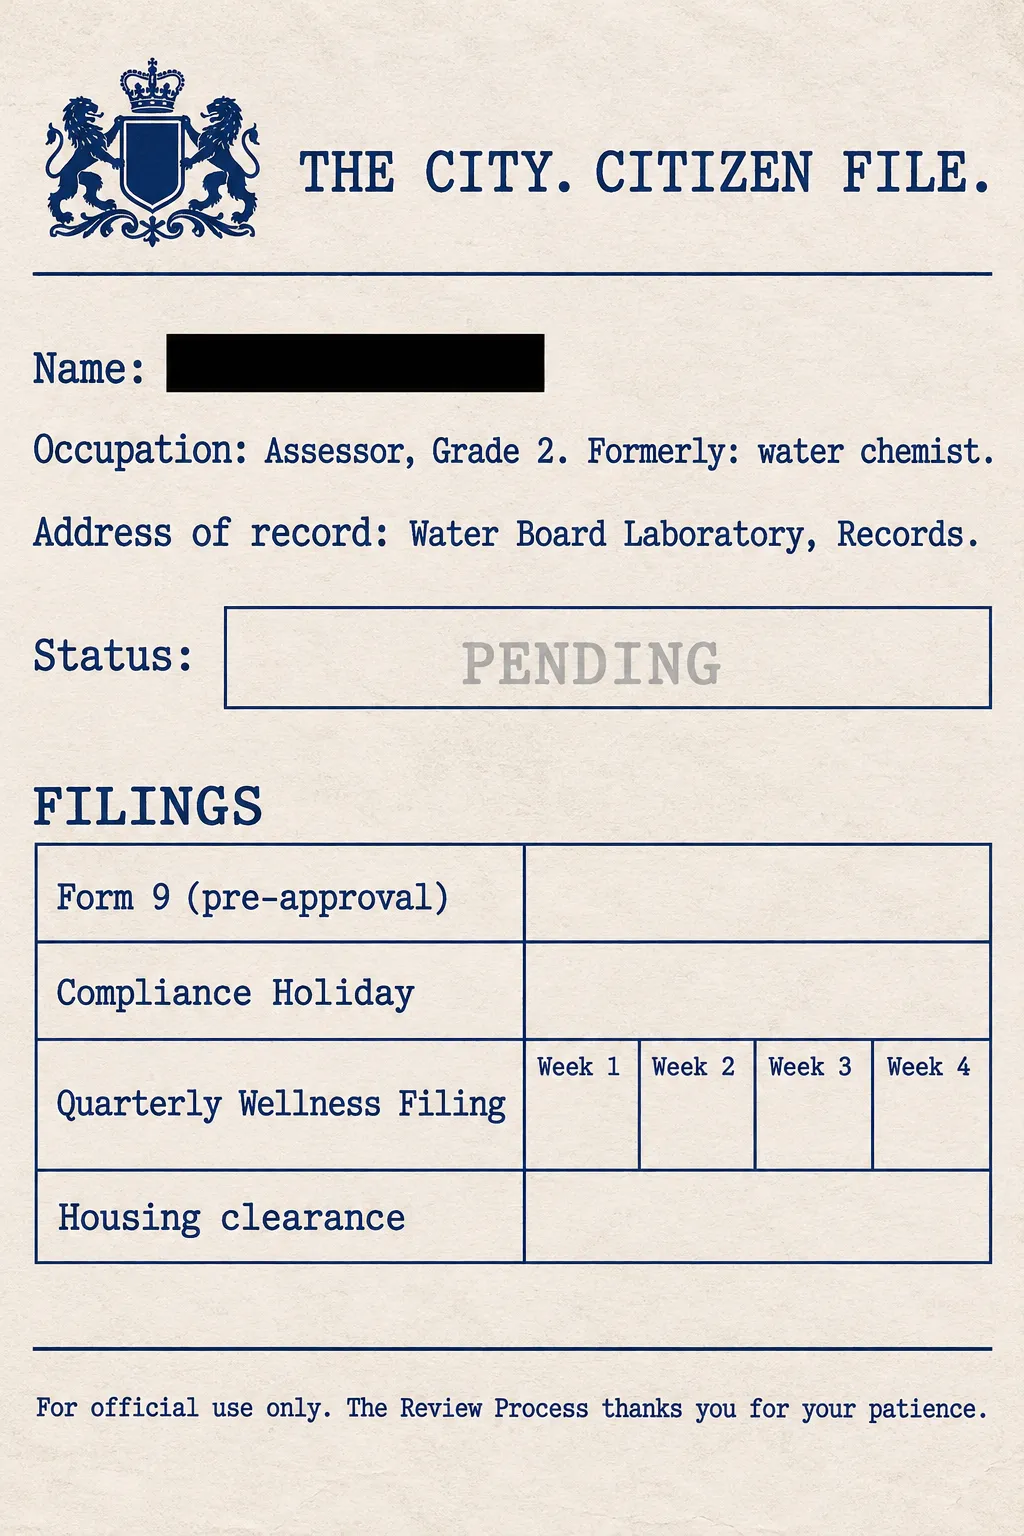 THE CITY. CITIZEN FILE.
Name:
Occupation: Assessor, Grade 2. Formerly: water chemist.
Address of record: Water Board Laboratory, Records.
Status: PENDING
FILINGS
Form 9 (pre-approval)
Compliance Holiday
Week 1 Week 2 Week 3 Week 4
Quarterly Wellness Filing
Housing clearance
For official use only. The Review Process thanks you for your patience.